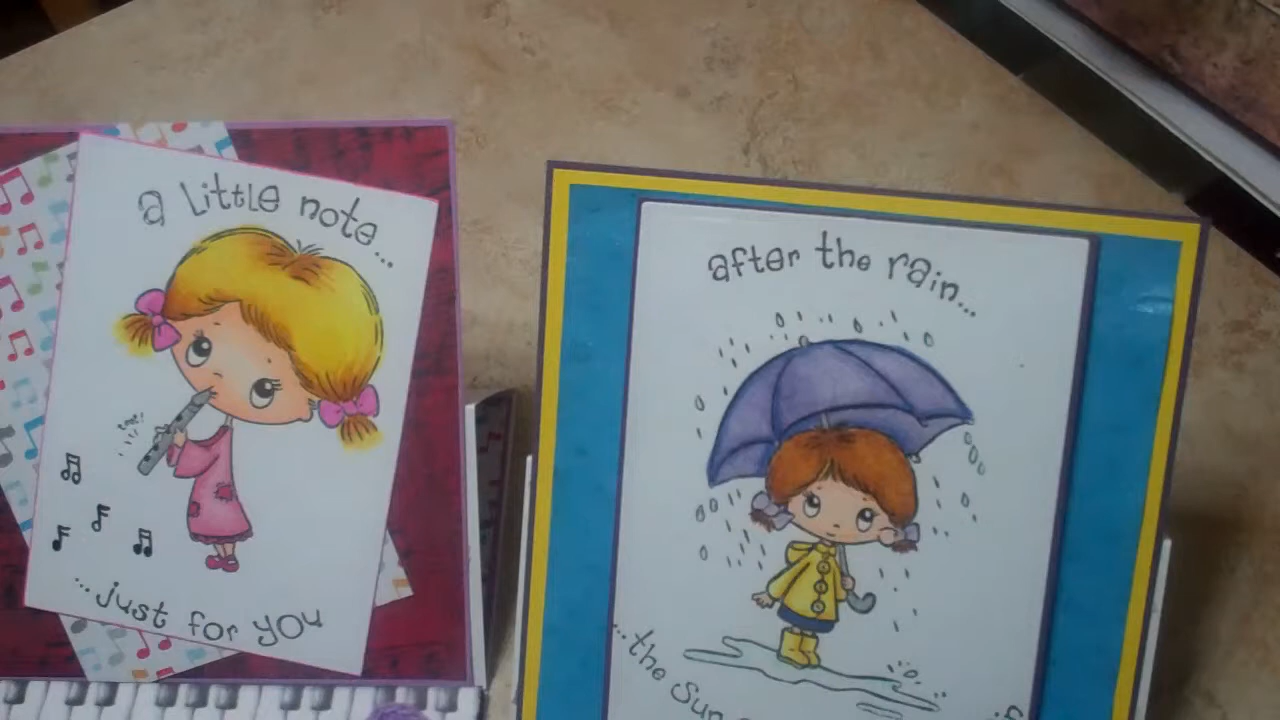 a little note...
...just for you
after the rain...
...the sun